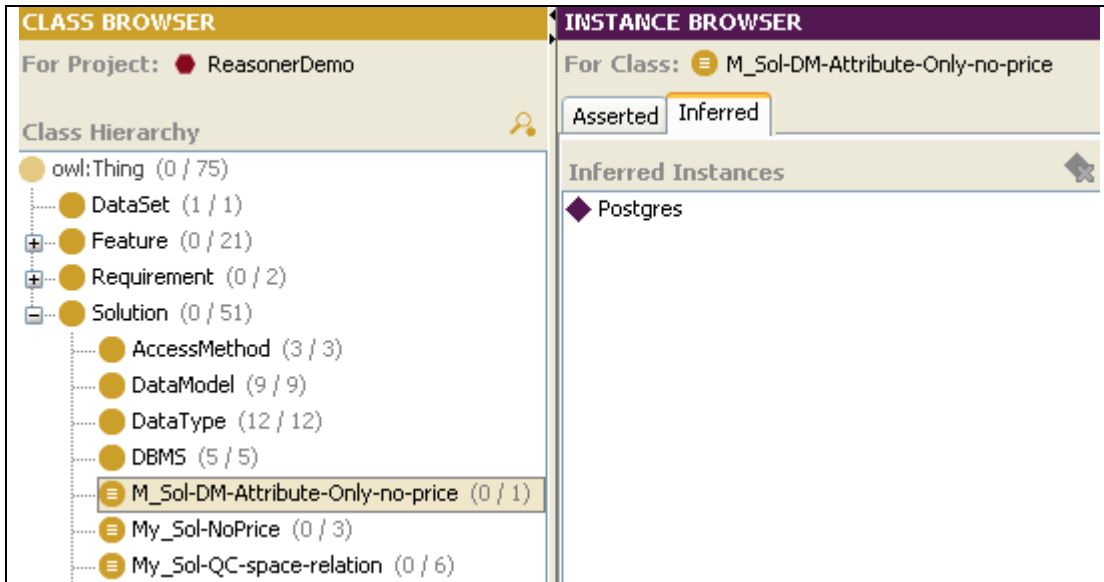 CLASS BROWSER
For Project: ReasonerDemo
Class Hierarchy
owl:Thing (0 / 75)
DataSet (1 / 1)
Feature (0 / 21)
Requirement (0 / 2)
Solution (0 / 51)
AccessMethod (3 / 3)
DataModel (9 / 9)
DataType (12 / 12)
DBMS (5 / 5)
M_Sol-DM-Attribute-Only-no-price (0 / 1)
My_Sol-NoPrice (0 / 3)
My_Sol-QC-space-relation (0 / 6)
INSTANCE BROWSER
For Class: M_Sol-DM-Attribute-Only-no-price
Asserted Inferred
Inferred Instances
Postgres